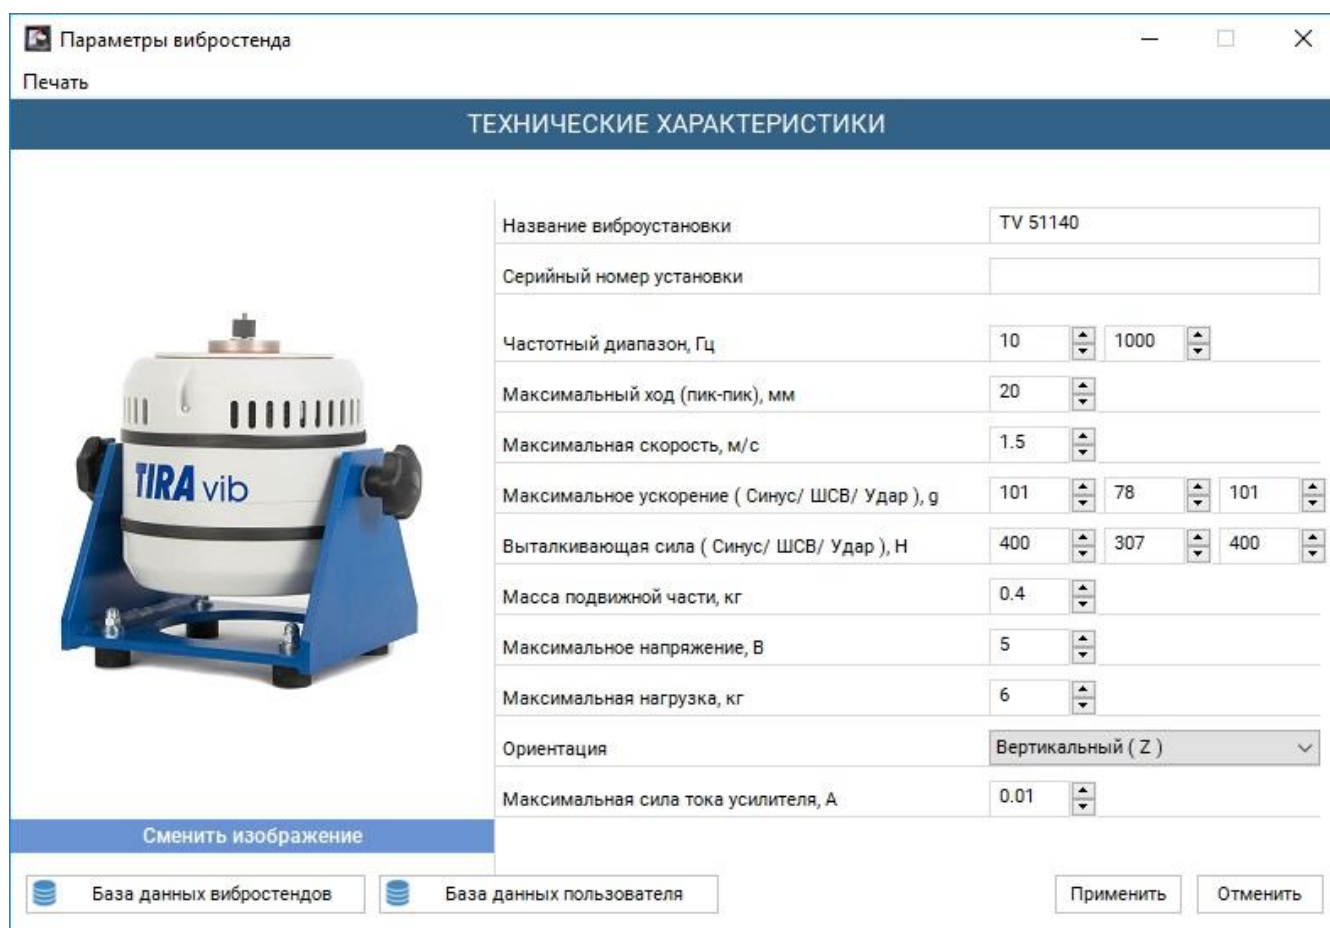 Параметры вибростенда
Печать
ТЕХНИЧЕСКИЕ ХАРАКТЕРИСТИКИ
Название виброустановки TV 51140
Серийный номер установки
Частотный диапазон, Гц 10 1000
Максимальный ход (пик-пик), мм 20
Максимальная скорость, м/с 1.5
Максимальное ускорение ( Синус/ ШСВ/ Удар ), g 101 78 101
Выталкивающая сила ( Синус/ ШСВ/ Удар ), Н 400 307 400
Масса подвижной части, кг 0.4
Максимальное напряжение, В 5
Максимальная нагрузка, кг 6
Ориентация Вертикальный ( Z )
Максимальная сила тока усилителя, А 0.01
TIRA vib
Сменить изображение
База данных вибростендов База данных пользователя Применить Отменить